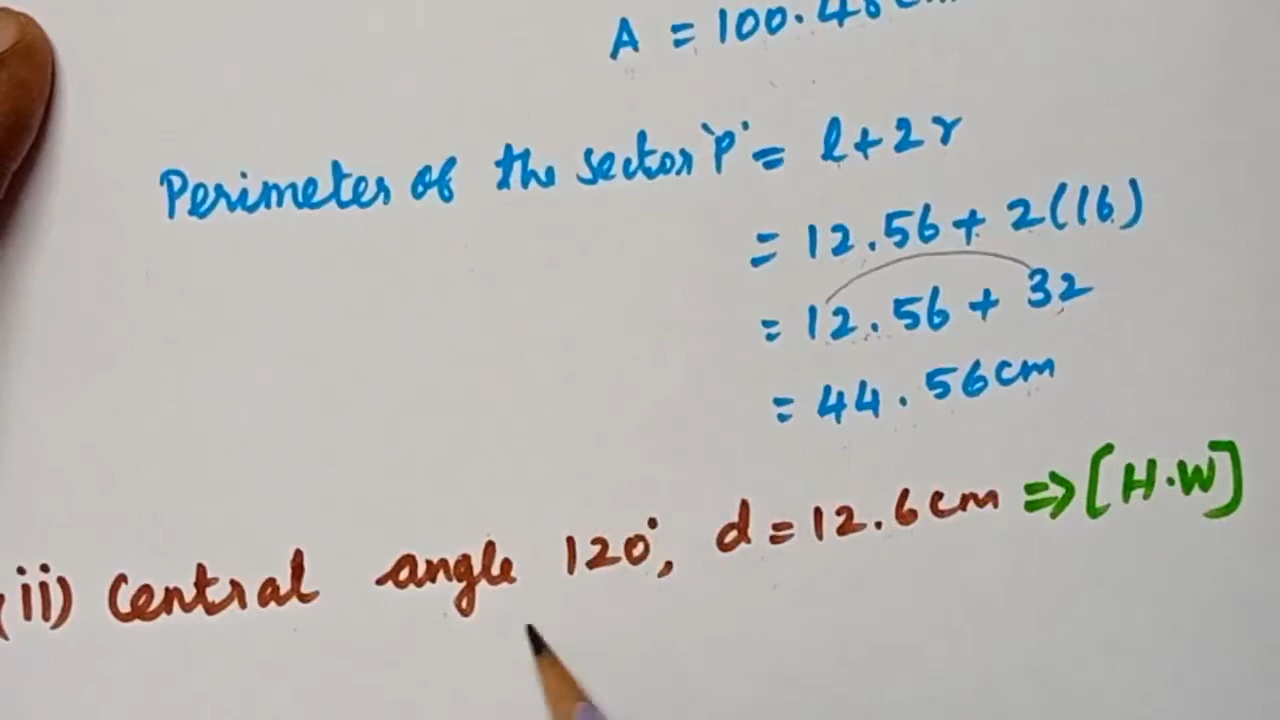 A = 100.48 cm
Perimeter of the sector 'P' = l + 2r
= 12.56 + 2(16)
= 12.56 + 32
= 44.56cm
(ii) Central angle 120°, d = 12.6cm ⇒ [H.W]